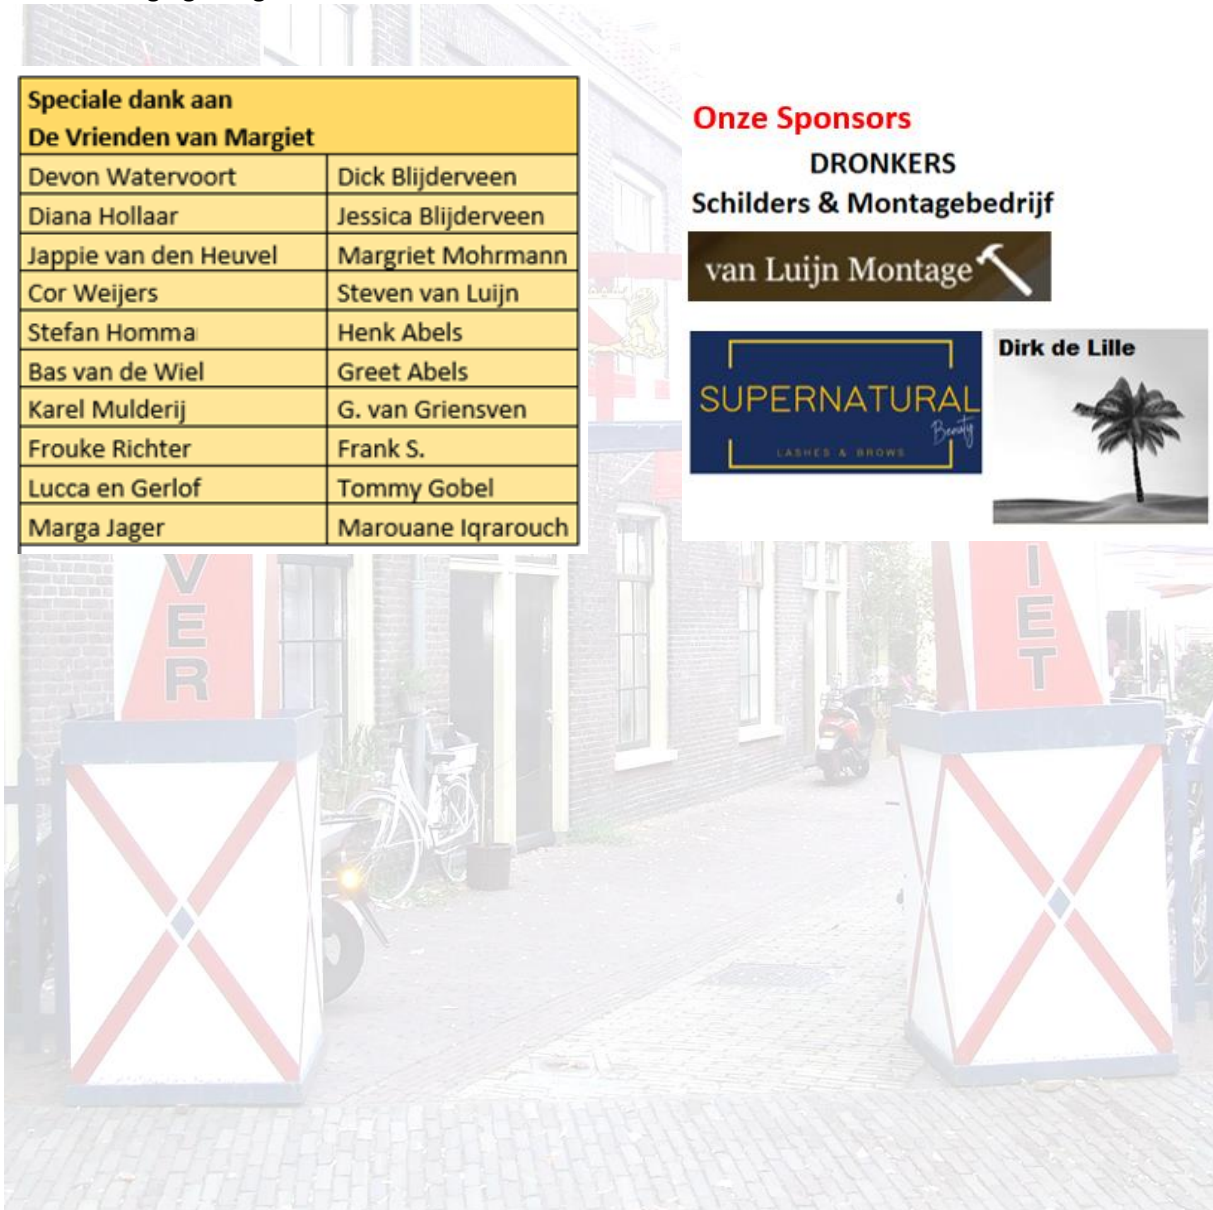 Speciale dank aan
De Vrienden van Margiet
Devon Watervoort Dick Blijderveen
Diana Hollaar Jessica Blijderveen
Jappie van den Heuvel Margriet Mohrmann
Cor Weijers Steven van Luijn
Stefan Homma Henk Abels
Bas van de Wiel Greet Abels
Karel Mulderij G. van Griensven
Frouke Richter Frank S.
Lucca en Gerlof Tommy Gobel
Marga Jager Marouane Iqrarouch
Onze Sponsors
DRONKERS
Schilders & Montagebedrijf
van Luijn Montage
SUPERNATURAL
Beauty
LASHES & BROWS
Dirk de Lille
VER
IET